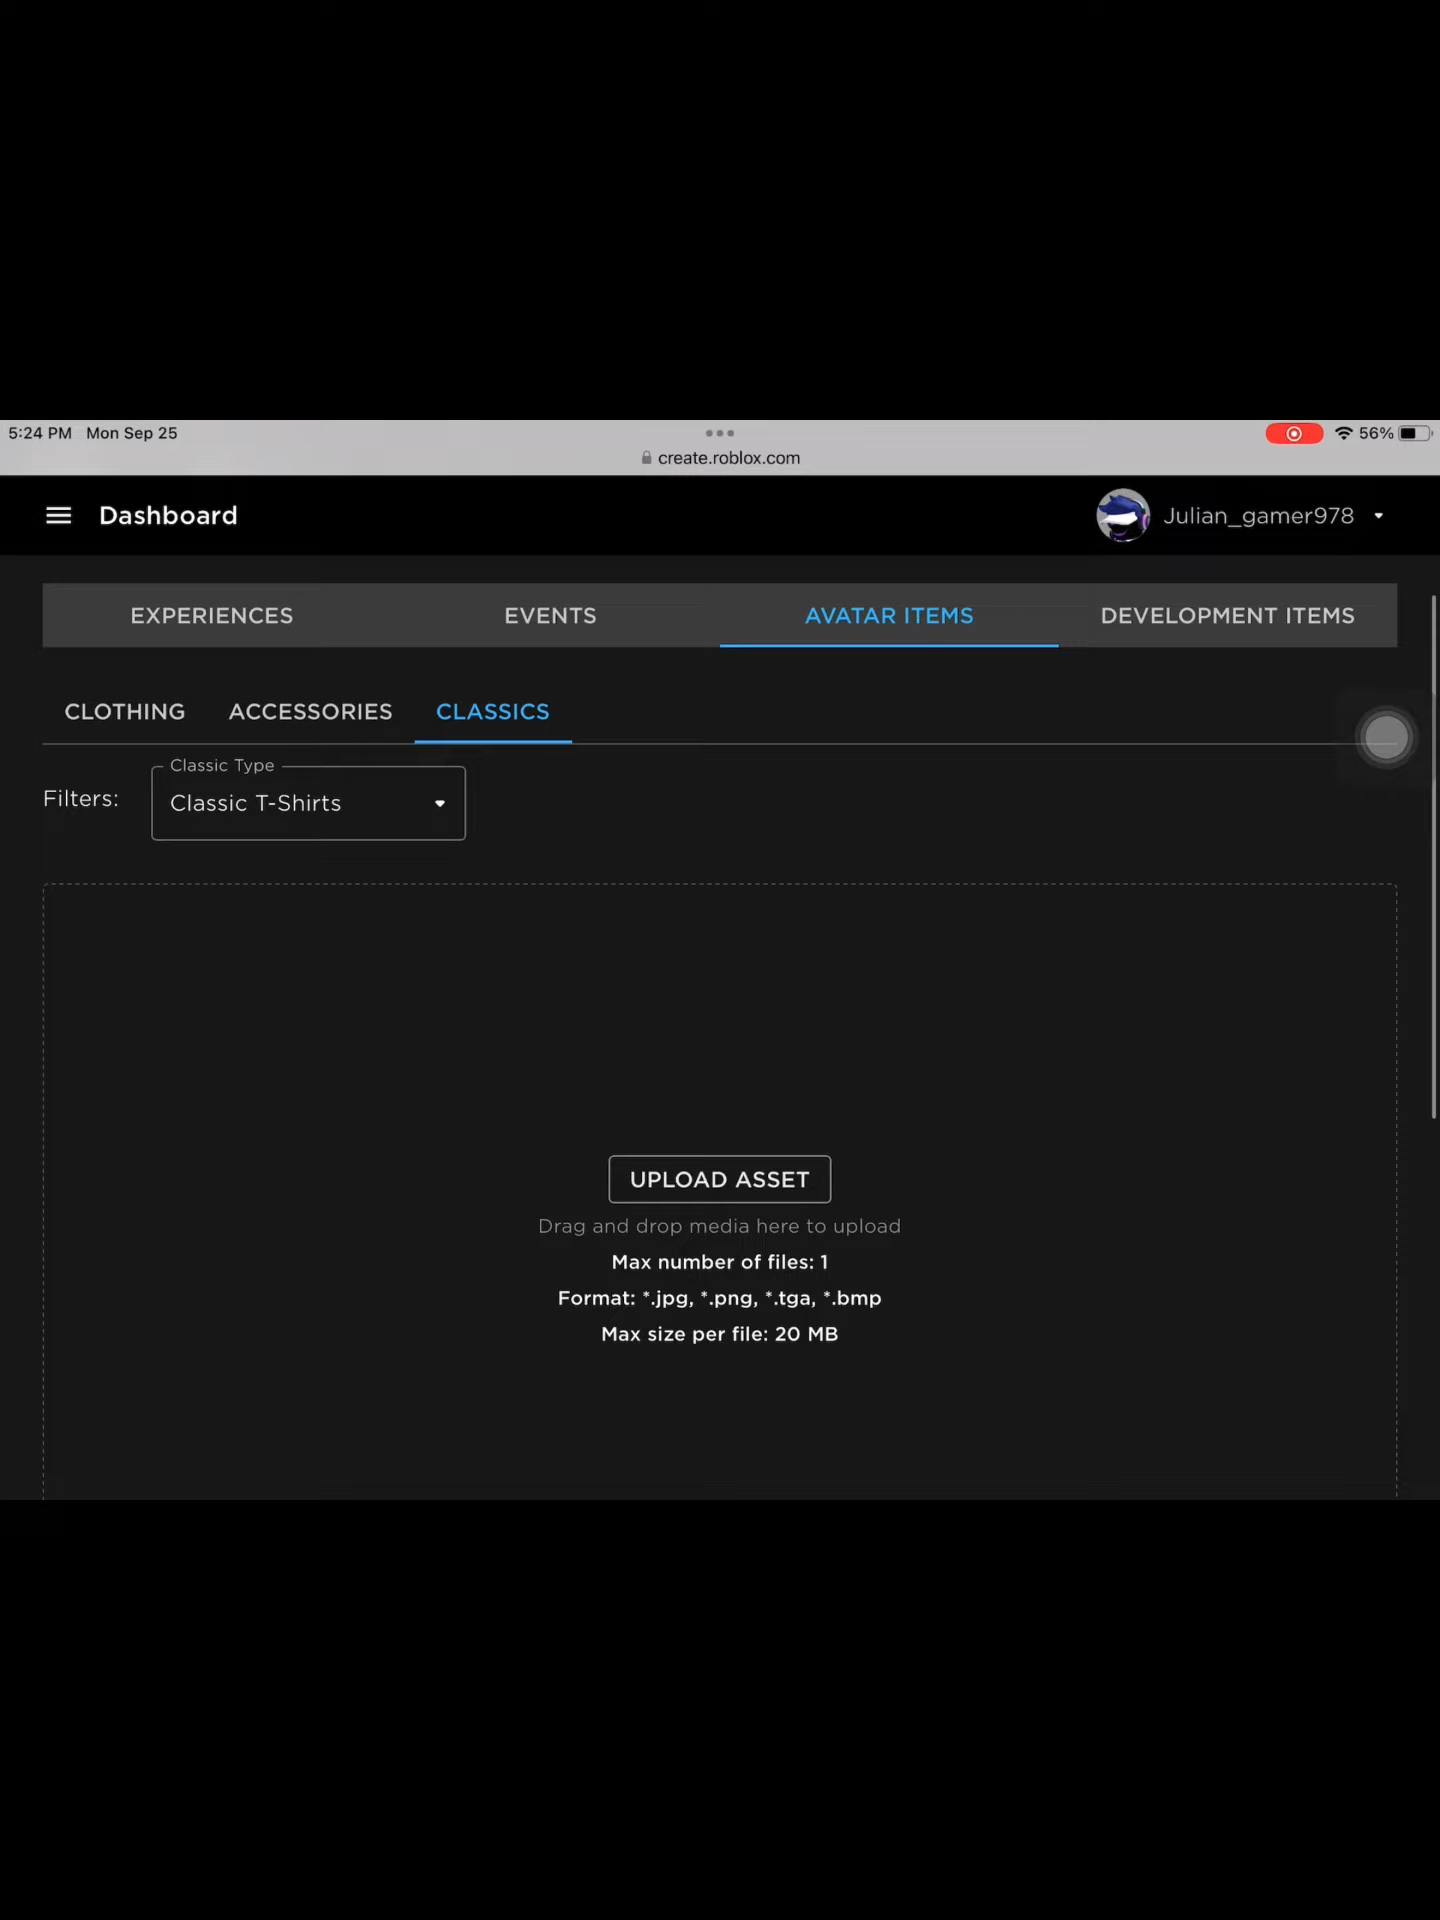 5:24 PM Mon Sep 25
56%
create.roblox.com
Dashboard
Julian_gamer978
EXPERIENCES EVENTS AVATAR ITEMS DEVELOPMENT ITEMS
CLOTHING ACCESSORIES CLASSICS
Classic Type
Filters: Classic T-Shirts
UPLOAD ASSET
Drag and drop media here to upload
Max number of files: 1
Format: *.jpg, *.png, *.tga, *.bmp
Max size per file: 20 MB